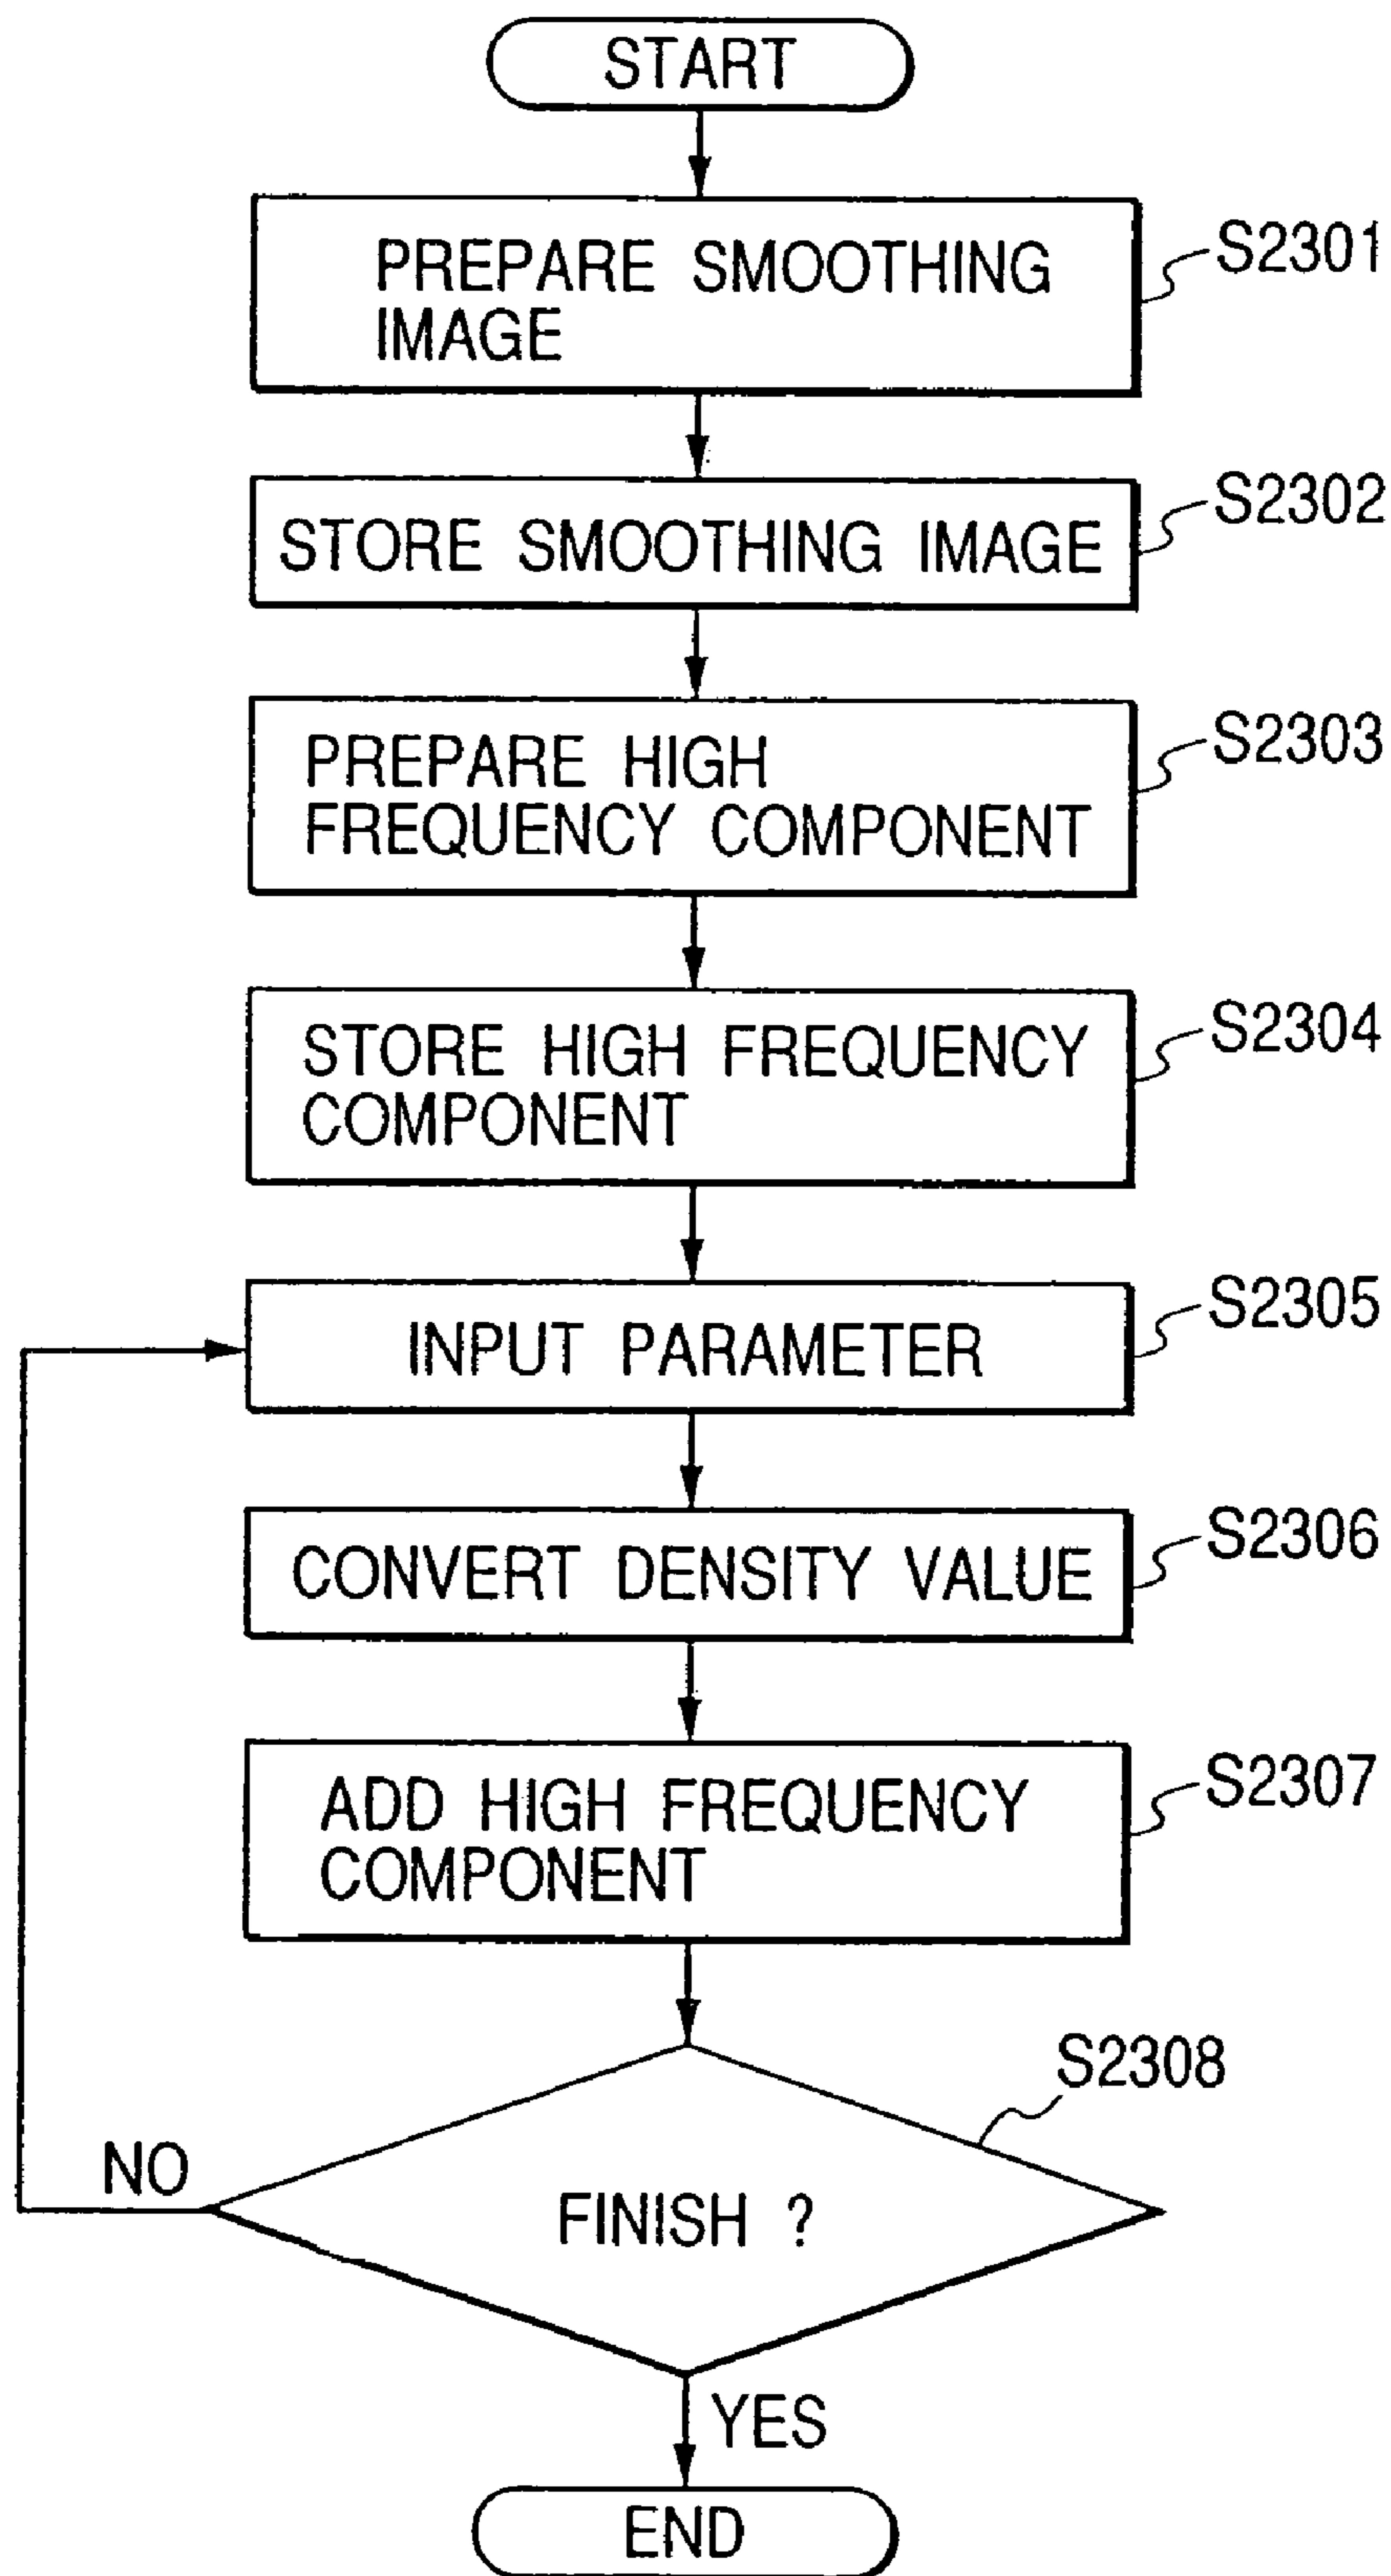 START
PREPARE SMOOTHING
IMAGE
S2301
STORE SMOOTHING IMAGE
S2302
PREPARE HIGH
FREQUENCY COMPONENT
S2303
STORE HIGH FREQUENCY
COMPONENT
S2304
INPUT PARAMETER
S2305
CONVERT DENSITY VALUE
S2306
ADD HIGH FREQUENCY
COMPONENT
S2307
S2308
NO
FINISH ?
YES
END